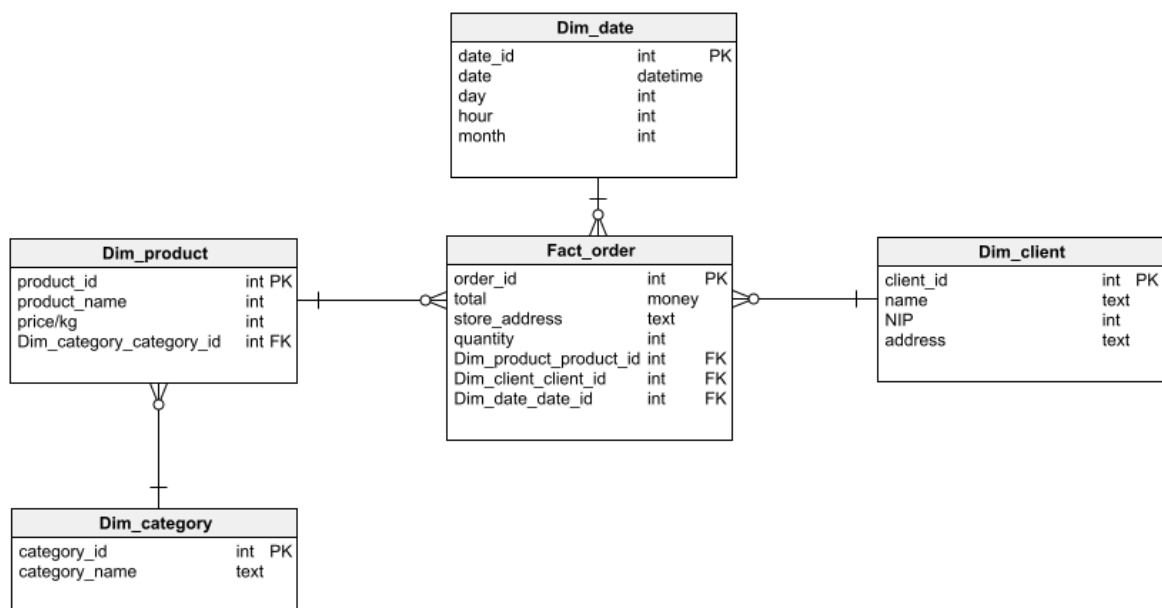 Dim_date
date_id int PK
date datetime
day int
hour int
month int
Dim_product
product_id int PK
product_name int
price/kg int
Dim_category_category_id int FK
Fact_order
order_id int PK
total money
store_address text
quantity int
Dim_product_product_id int FK
Dim_client_client_id int FK
Dim_date_date_id int FK
Dim_client
client_id int PK
name text
NIP int
address text
Dim_category
category_id int PK
category_name text